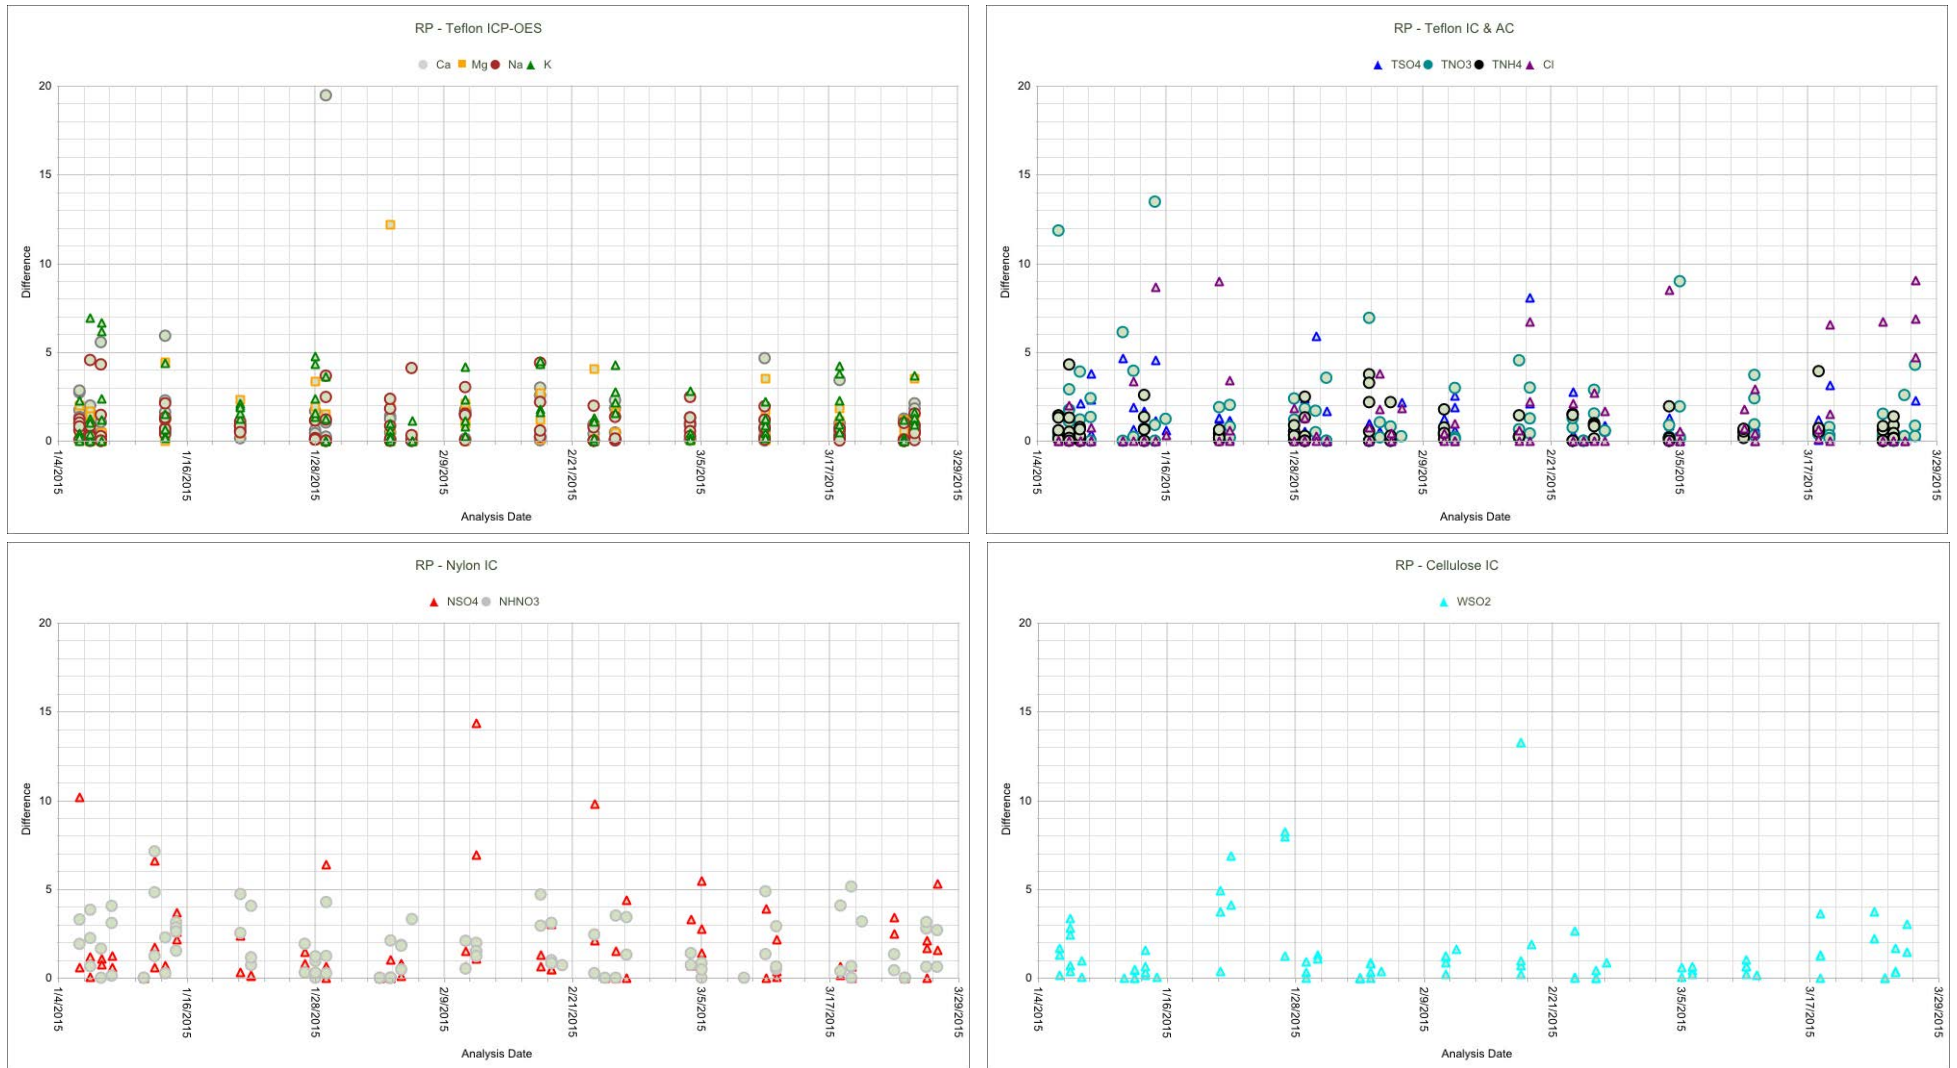 RP - Teflon ICP-OES
Ca Mg Na K
20
15
10
5
0
Difference
1/4/2015 1/16/2015 1/28/2015 2/9/2015 2/21/2015 3/5/2015 3/17/2015 3/29/2015
Analysis Date
RP - Teflon IC & AC
TSO4 TNO3 TNH4 Cl
20
15
10
5
0
Difference
1/4/2015 1/16/2015 1/28/2015 2/9/2015 2/21/2015 3/5/2015 3/17/2015 3/29/2015
Analysis Date
RP - Nylon IC
NSO4 NHNO3
20
15
10
5
0
Difference
1/4/2015 1/16/2015 1/28/2015 2/9/2015 2/21/2015 3/5/2015 3/17/2015 3/29/2015
Analysis Date
RP - Cellulose IC
WSO2
20
15
10
5
0
Difference
1/4/2015 1/16/2015 1/28/2015 2/9/2015 2/21/2015 3/5/2015 3/17/2015 3/29/2015
Analysis Date